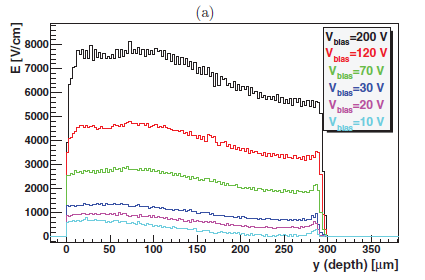 (a)
E [V/cm]
8000
7000
6000
5000
4000
3000
2000
1000
0
V bias=200 V
V bias=120 V
V bias=70 V
V bias=30 V
V bias=20 V
V bias=10 V
0 50 100 150 200 250 300 350
y (depth) [μm]